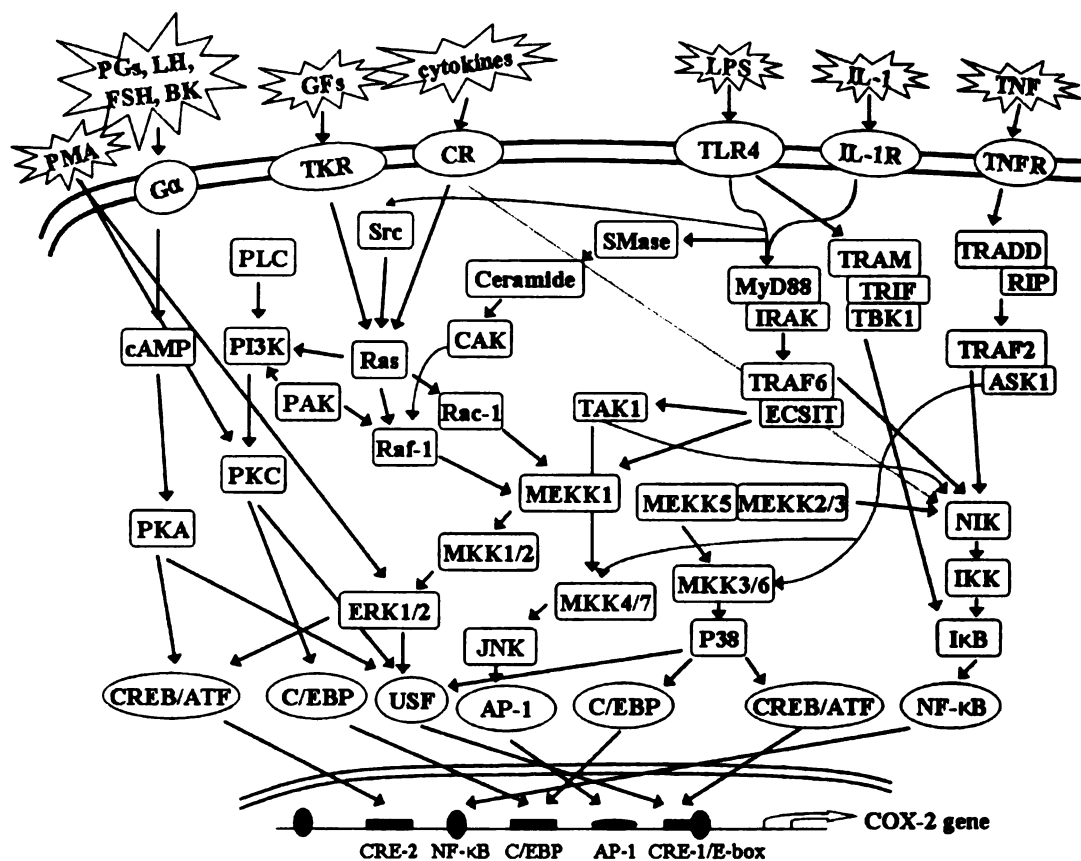 PGs, LH,
FSH, BK
GFs
cytokines
LPS
IL-1
TNF
PMA
Gα
TKR
CR
TLR4
IL-1R
TNFR
Src
SMase
PLC
Ceramide
MyD88
IRAK
TRAM
TRIF
TBK1
TRADD
RIP
cAMP
PI3K
Ras
CAK
TRAF6
ECSIT
TRAF2
ASK1
PAK
Rac-1
TAK1
Raf-1
PKC
MEKK1
MEKK5
MEKK2/3
NIK
PKA
MKK1/2
MKK3/6
IKK
ERK1/2
MKK4/7
JNK
P38
IκB
CREB/ATF
C/EBP
USF
AP-1
C/EBP
CREB/ATF
NF-κB
COX-2 gene
CRE-2 NF-κB C/EBP AP-1 CRE-1/E-box